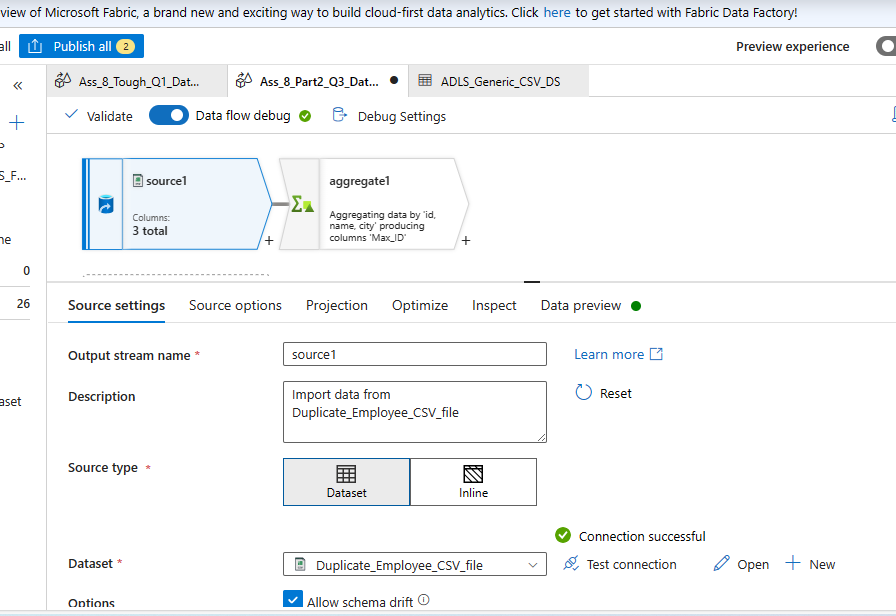 view of Microsoft Fabric, a brand new and exciting way to build cloud-first data analytics. Click here to get started with Fabric Data Factory!
all Publish all 2 Preview experience
« Ass_8_Tough_Q1_Dat... Ass_8_Part2_Q3_Dat... ● ADLS_Generic_CSV_DS
+ Validate Data flow debug Debug Settings
S_F...
source1
Columns:
3 total
+
aggregate1
Aggregating data by 'id,
name, city' producing
columns 'Max_ID'
+
ne
0
26
aset
Source settings Source options Projection Optimize Inspect Data preview
Output stream name * source1 Learn more
Description Import data from
Duplicate_Employee_CSV_file
Reset
Source type *
Dataset Inline
Connection successful
Dataset * Duplicate_Employee_CSV_file Test connection Open + New
Options Allow schema drift